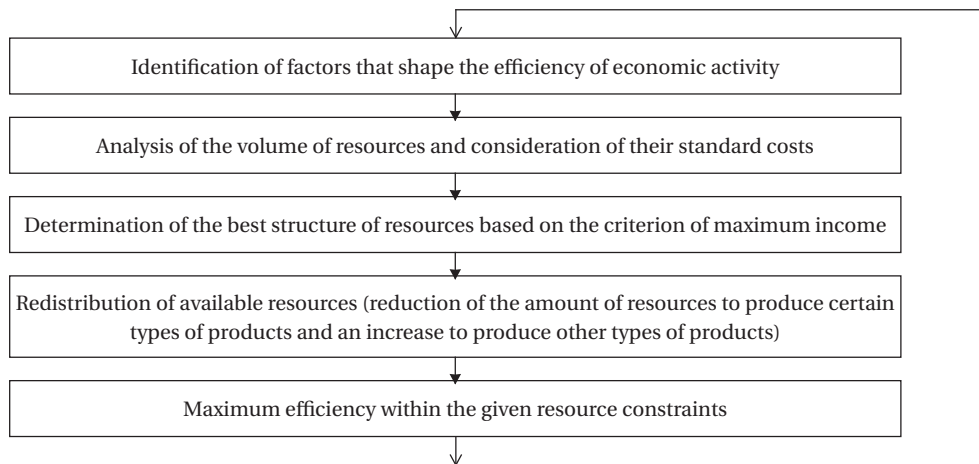 Identification of factors that shape the efficiency of economic activity
Analysis of the volume of resources and consideration of their standard costs
Determination of the best structure of resources based on the criterion of maximum income
Redistribution of available resources (reduction of the amount of resources to produce certain
types of products and an increase to produce other types of products)
Maximum efficiency within the given resource constraints